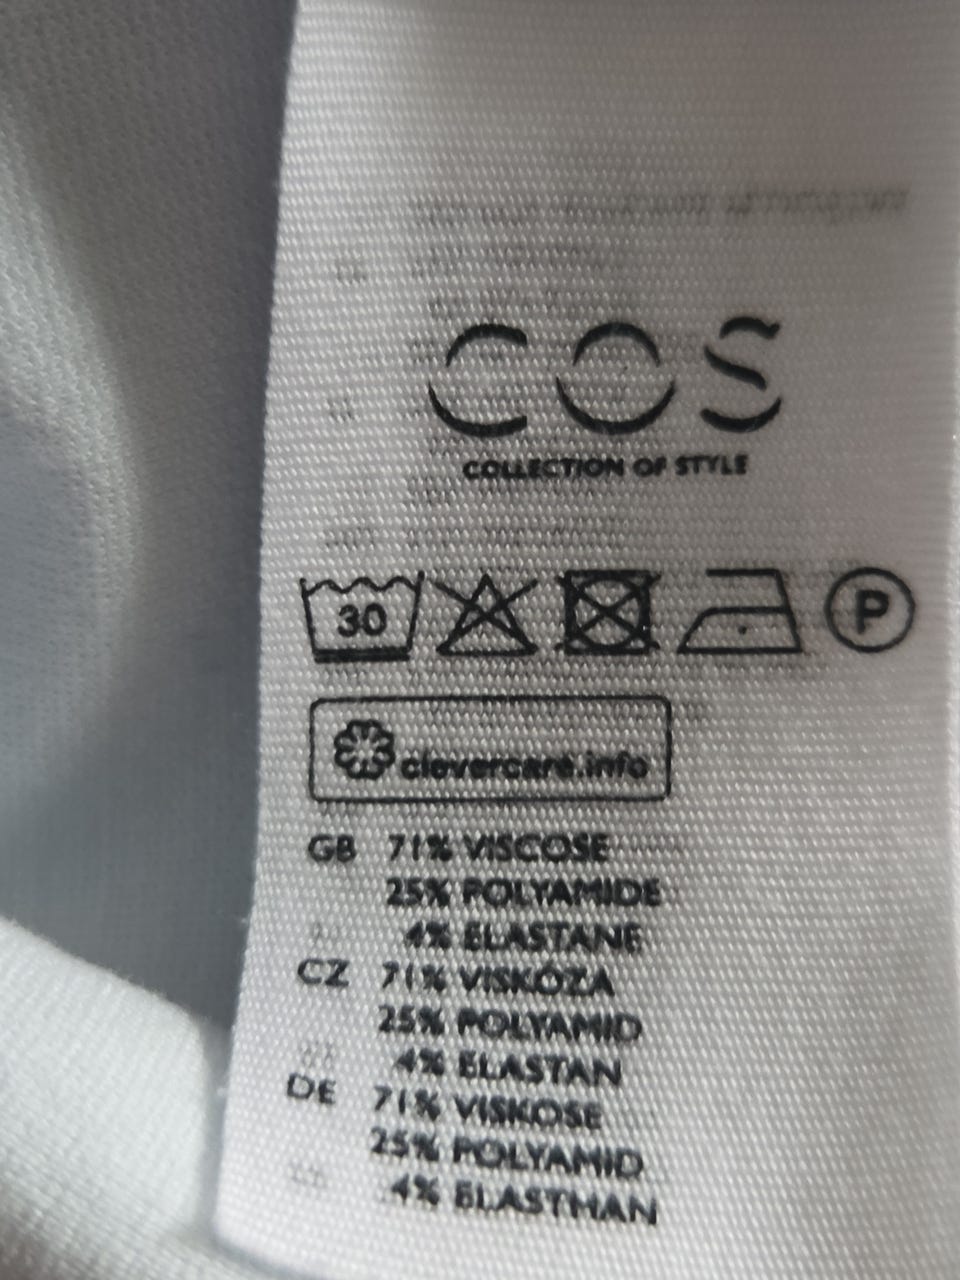 COS
COLLECTION OF STYLE
30 P
clevercare.info
GB 71% VISCOSE
25% POLYAMIDE
4% ELASTANE
CZ 71% VISKÓZA
25% POLYAMID
4% ELASTAN
DE 71% VISKOSE
25% POLYAMID
4% ELASTHAN